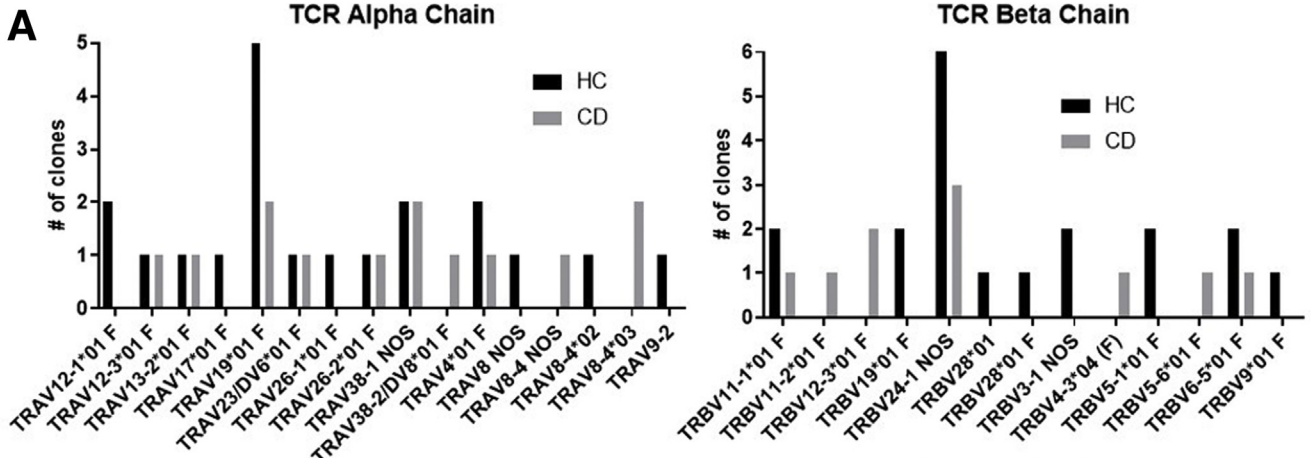 A
TCR Alpha Chain
# of clones
5
4
3
2
1
0
HC
CD
TRAV12-1*01 F
TRAV12-3*01 F
TRAV13-2*01 F
TRAV17*01 F
TRAV19*01 F
TRAV23/DV6*01 F
TRAV26-1*01 F
TRAV26-2*01 F
TRAV38-1 NOS
TRAV38-2/DV8*01 F
TRAV4*01 F
TRAV8 NOS
TRAV8-4 NOS
TRAV8-4*02
TRAV8-4*03
TRAV9-2
TCR Beta Chain
# of clones
6
5
4
3
2
1
0
HC
CD
TRBV11-1*01 F
TRBV11-2*01 F
TRBV12-3*01 F
TRBV19*01 F
TRBV24-1 NOS
TRBV28*01
TRBV28*01 F
TRBV3-1 NOS
TRBV4-3*04 (F)
TRBV5-1*01 F
TRBV5-6*01 F
TRBV6-5*01 F
TRBV9*01 F